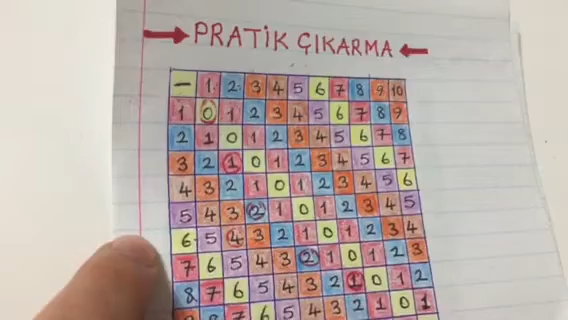 PRATİK ÇIKARMA
- 1 2 3 4 5 6 7 8 9 10
1 0 1 2 3 4 5 6 7 8 9
2 1 0 1 2 3 4 5 6 7 8
3 2 1 0 1 2 3 4 5 6 7
4 3 2 1 0 1 2 3 4 5 6
5 4 3 2 1 0 1 2 3 4 5
6 5 4 3 2 1 0 1 2 3 4
7 6 5 4 3 2 1 0 1 2 3
8 7 6 5 4 3 2 1 0 1 2
7 6 5 4 3 2 1 0 1